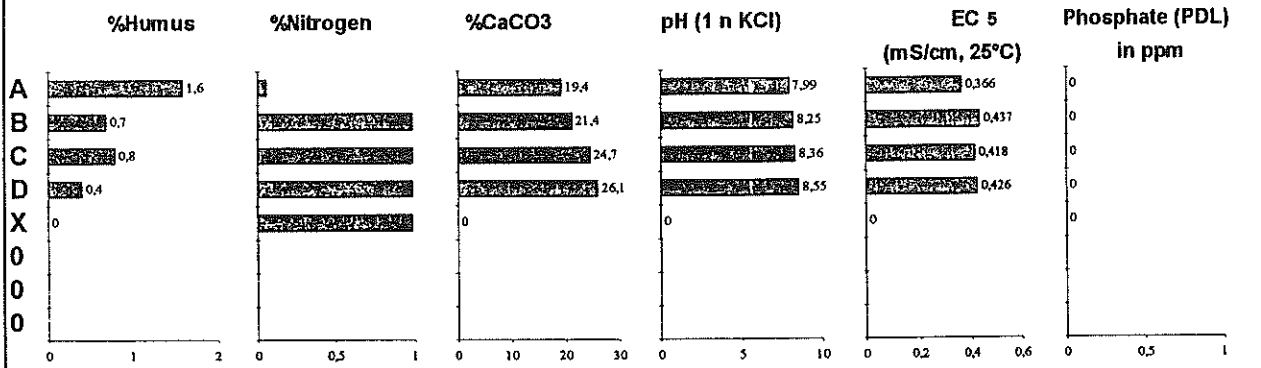 %Humus %Nitrogen %CaCO3 pH (1 n KCl) EC 5 Phosphate (PDL)
(mS/cm, 25°C) in ppm
A 1,6 19,4 7,99 0,366 0
B 0,7 21,4 8,25 0,437 0
C 0,8 24,7 8,36 0,418 0
D 0,4 26,1 8,55 0,426 0
X 0 0 0 0 0
0
0
0
0 1 2 0 0,5 1 0 10 20 30 0 5 10 0 0,2 0,4 0,6 0 0,5 1